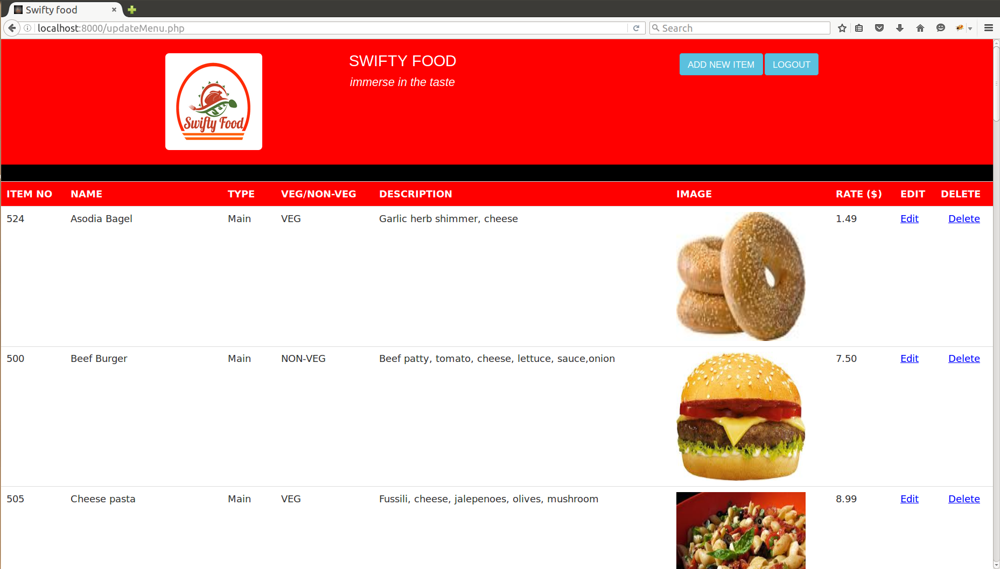 Swifty food
localhost:8000/updateMenu.php
Search
SWIFTY FOOD
immerse in the taste
ADD NEW ITEM
LOGOUT
Swifty Food
ITEM NO NAME TYPE VEG/NON-VEG DESCRIPTION IMAGE RATE ($) EDIT DELETE
524 Asodia Bagel Main VEG Garlic herb shimmer, cheese 1.49 Edit Delete
500 Beef Burger Main NON-VEG Beef patty, tomato, cheese, lettuce, sauce,onion 7.50 Edit Delete
505 Cheese pasta Main VEG Fussili, cheese, jalepenoes, olives, mushroom 8.99 Edit Delete